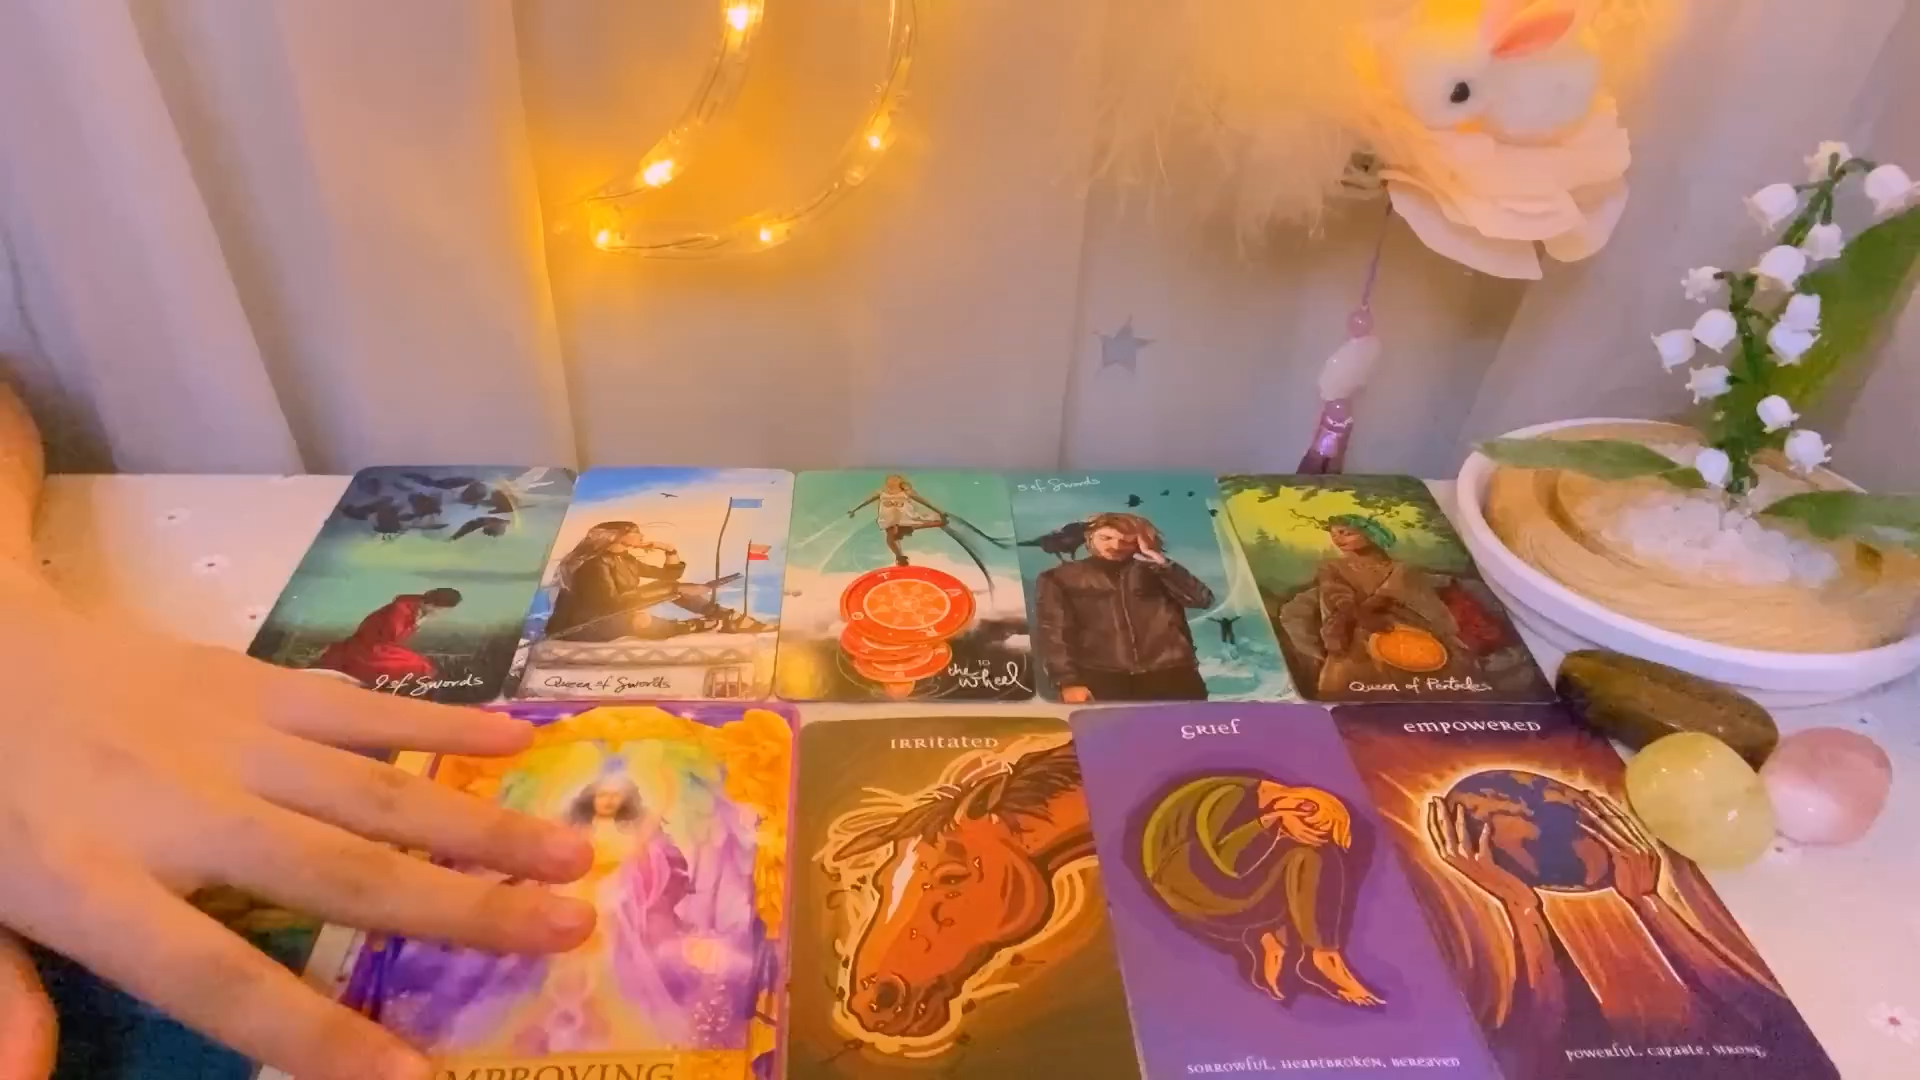 9 of Swords
Queen of Swords
10
the wheel
5 of Swords
Queen of Pentacles
IMPROVING
IRRITATED
GRIEF
SORROWFUL, HEARTBROKEN, BEREAVED
EMPOWERED
POWERFUL, CAPABLE, STRONG,